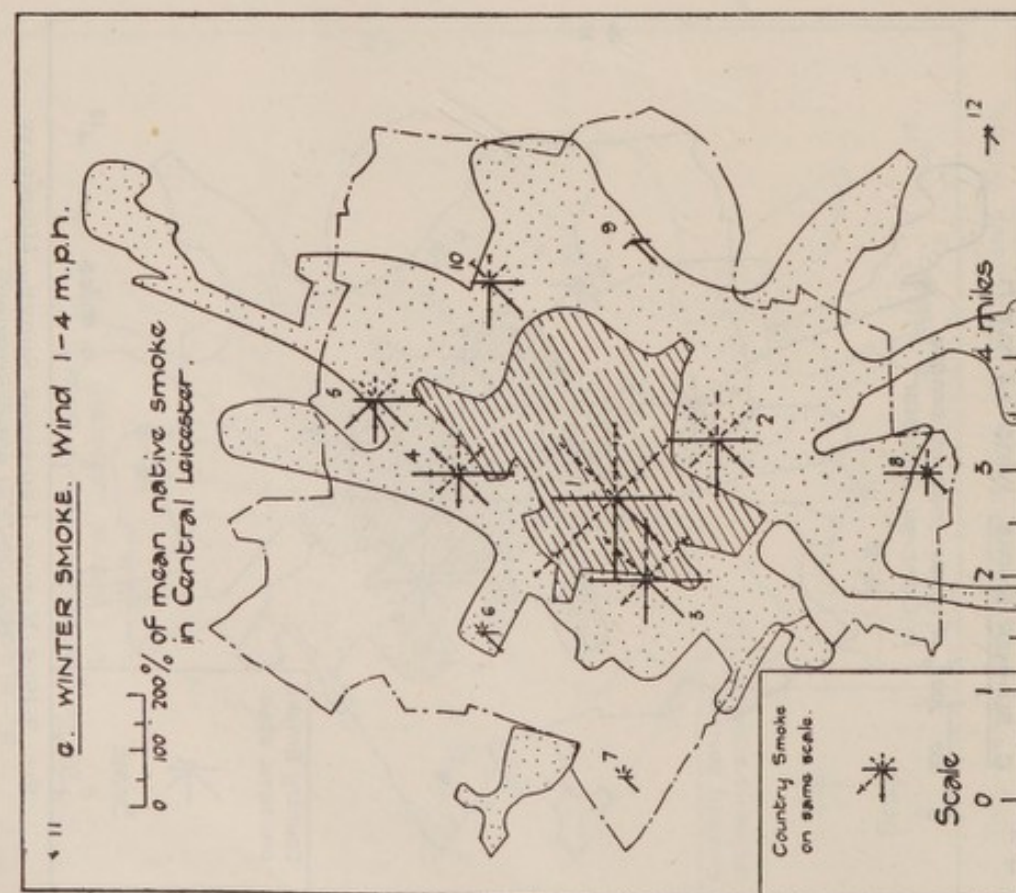 a. WINTER SMOKE. Wind 1-4 m.p.h.
0 100 200% of mean native smoke
in Central Leicester.
5
4
10
6
1
3
2
9
7
8
12
Country Smoke
on same scale.
Scale
0 1 2 3 4 miles